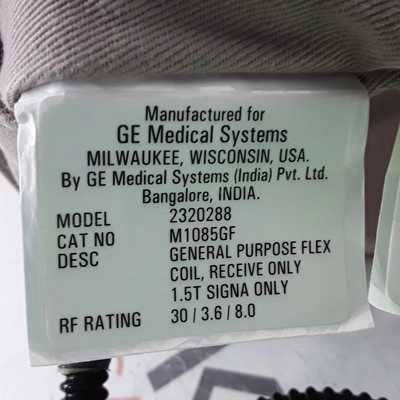 Manufactured for
GE Medical Systems
MILWAUKEE, WISCONSIN, USA.
By GE Medical Systems (India) Pvt. Ltd.
Bangalore, INDIA.
MODEL 2320288
CAT NO M1085GF
DESC GENERAL PURPOSE FLEX
COIL, RECEIVE ONLY
1.5T SIGNA ONLY
RF RATING 30 / 3.6 / 8.0